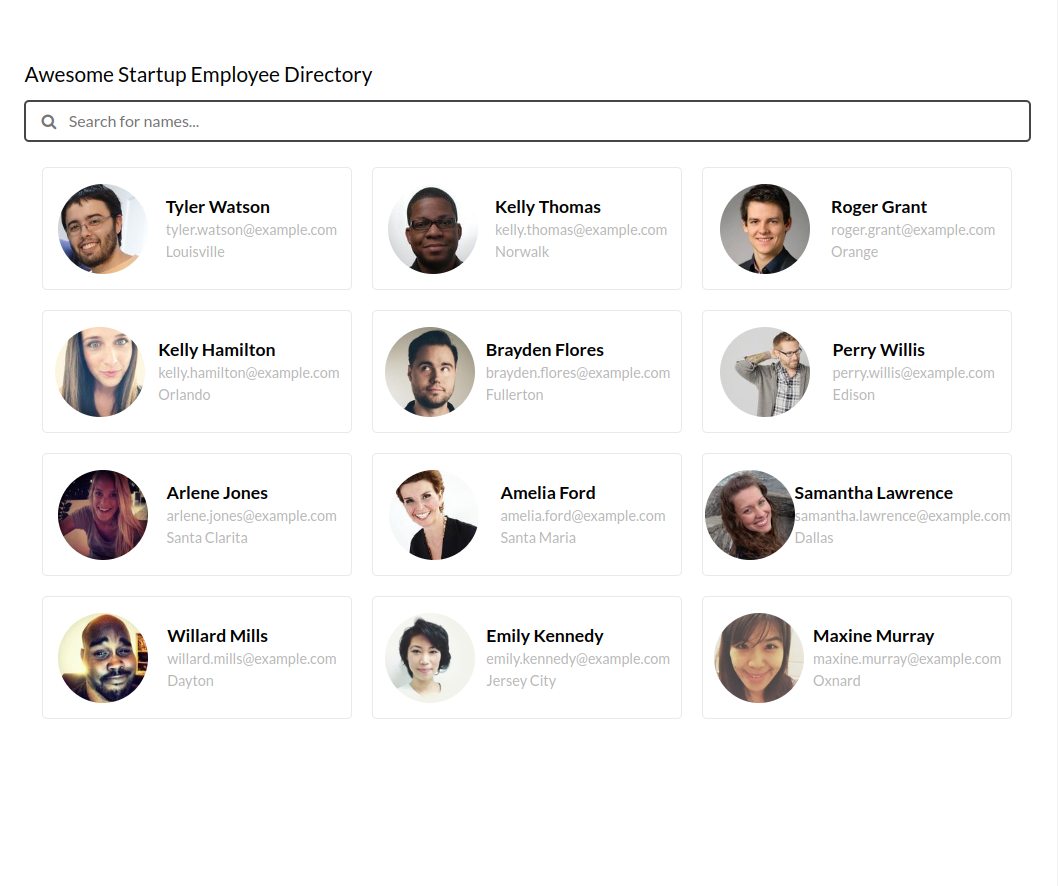 Awesome Startup Employee Directory
Search for names...
Tyler Watson
tyler.watson@example.com
Louisville
Kelly Thomas
kelly.thomas@example.com
Norwalk
Roger Grant
roger.grant@example.com
Orange
Kelly Hamilton
kelly.hamilton@example.com
Orlando
Brayden Flores
brayden.flores@example.com
Fullerton
Perry Willis
perry.willis@example.com
Edison
Arlene Jones
arlene.jones@example.com
Santa Clarita
Amelia Ford
amelia.ford@example.com
Santa Maria
Samantha Lawrence
samantha.lawrence@example.com
Dallas
Willard Mills
willard.mills@example.com
Dayton
Emily Kennedy
emily.kennedy@example.com
Jersey City
Maxine Murray
maxine.murray@example.com
Oxnard